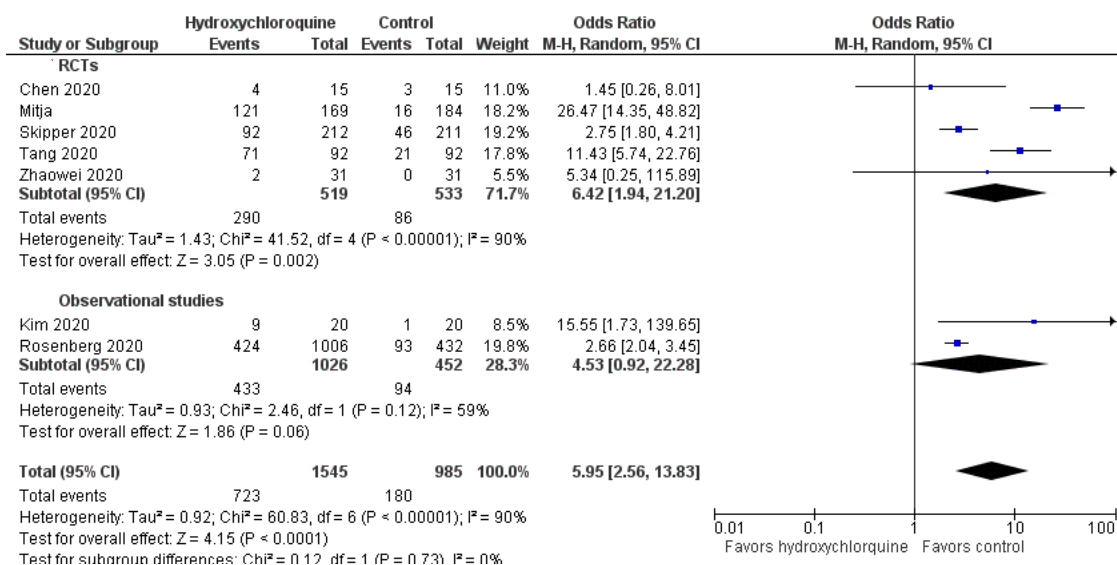 Hydroxychloroquine Control Odds Ratio Odds Ratio
Study or Subgroup Events Total Events Total Weight M-H, Random, 95% CI M-H, Random, 95% CI
RCTs
Chen 2020 4 15 3 15 11.0% 1.45 [0.26, 8.01]
Mitja 121 169 16 184 18.2% 26.47 [14.35, 48.82]
Skipper 2020 92 212 46 211 19.2% 2.75 [1.80, 4.21]
Tang 2020 71 92 21 92 17.8% 11.43 [5.74, 22.76]
Zhaowei 2020 2 31 0 31 5.5% 5.34 [0.25, 115.89]
Subtotal (95% CI) 519 533 71.7% 6.42 [1.94, 21.20]
Total events 290 86
Heterogeneity: Tau² = 1.43; Chi² = 41.52, df = 4 (P < 0.00001); I² = 90%
Test for overall effect: Z = 3.05 (P = 0.002)
Observational studies
Kim 2020 9 20 1 20 8.5% 15.55 [1.73, 139.65]
Rosenberg 2020 424 1006 93 432 19.8% 2.66 [2.04, 3.45]
Subtotal (95% CI) 1026 452 28.3% 4.53 [0.92, 22.28]
Total events 433 94
Heterogeneity: Tau² = 0.93; Chi² = 2.46, df = 1 (P = 0.12); I² = 59%
Test for overall effect: Z = 1.86 (P = 0.06)
Total (95% CI) 1545 985 100.0% 5.95 [2.56, 13.83]
Total events 723 180
Heterogeneity: Tau² = 0.92; Chi² = 60.83, df = 6 (P < 0.00001); I² = 90%
Test for overall effect: Z = 4.15 (P < 0.0001)
Test for subgroup differences: Chi² = 0.12, df = 1 (P = 0.73), I² = 0%
0.01 0.1 1 10 100
Favors hydroxychlorquine Favors control